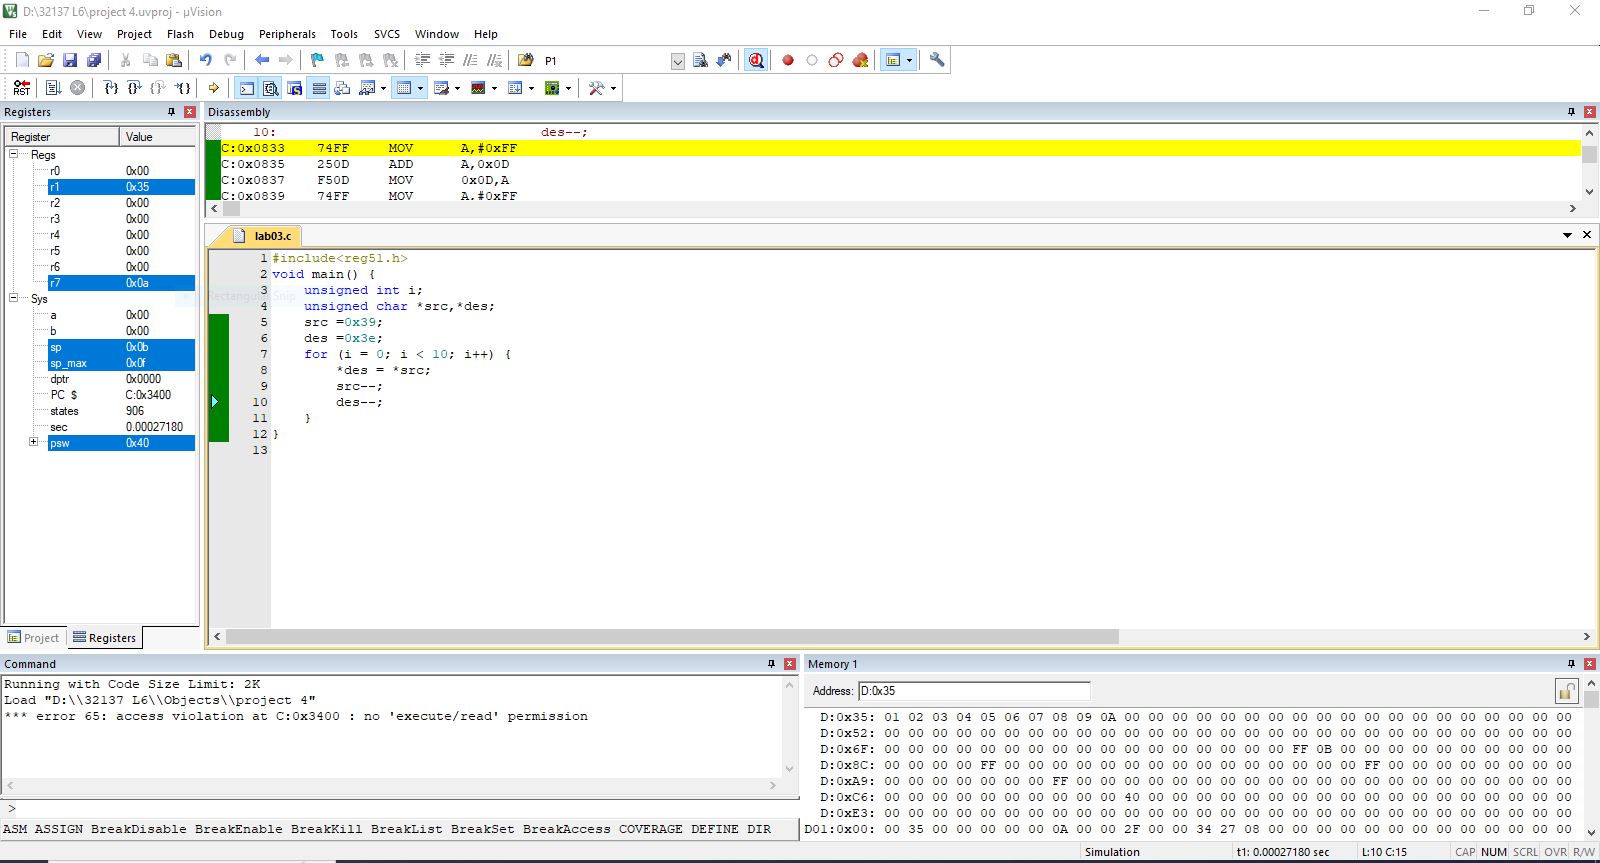 D:\32137 L6\project 4.uvproj - µVision
File Edit View Project Flash Debug Peripherals Tools SVCS Window Help
P1
RST
Registers
Register Value
Regs
r0 0x00
r1 0x35
r2 0x00
r3 0x00
r4 0x00
r5 0x00
r6 0x00
r7 0x0a
Sys
a 0x00
b 0x00
sp 0x0b
sp_max 0x0f
dptr 0x0000
PC $ C:0x3400
states 906
sec 0.00027180
psw 0x40
Project Registers
Disassembly
10: des--;
C:0x0833 74FF MOV A,#0xFF
C:0x0835 250D ADD A,0x0D
C:0x0837 F50D MOV 0x0D,A
C:0x0839 74FF MOV A,#0xFF
lab03.c
1 #include<reg51.h>
2 void main() {
3 unsigned int i;
4 unsigned char *src,*des;
5 src =0x39;
6 des =0x3e;
7 for (i = 0; i < 10; i++) {
8 *des = *src;
9 src--;
10 des--;
11 }
12 }
13
Rectangular Snip
Command
Running with Code Size Limit: 2K
Load "D:\\32137 L6\\Objects\\project 4"
*** error 65: access violation at C:0x3400 : no 'execute/read' permission
>
ASM ASSIGN BreakDisable BreakEnable BreakKill BreakList BreakSet BreakAccess COVERAGE DEFINE DIR
Memory 1
Address: D:0x35
D:0x35: 01 02 03 04 05 06 07 08 09 0A 00 00 00 00 00 00 00 00 00 00 00 00 00 00 00 00 00 00 00
D:0x52: 00 00 00 00 00 00 00 00 00 00 00 00 00 00 00 00 00 00 00 00 00 00 00 00 00 00 00 00 00
D:0x6F: 00 00 00 00 00 00 00 00 00 00 00 00 00 00 00 00 00 FF 0B 00 00 00 00 00 00 00 00 00 00
D:0x8C: 00 00 00 00 FF 00 00 00 00 00 00 00 00 00 00 00 00 00 00 00 FF 00 00 00 00 00 00 00 00
D:0xA9: 00 00 00 00 00 00 00 FF 00 00 00 00 00 00 00 00 00 00 00 00 00 00 00 00 00 00 00 00 00
D:0xC6: 00 00 00 00 00 00 00 00 00 00 40 00 00 00 00 00 00 00 00 00 00 00 00 00 00 00 00 00 00
D:0xE3: 00 00 00 00 00 00 00 00 00 00 00 00 00 00 00 00 00 00 00 00 00 00 00 00 00 00 00 00 00
D01:0x00: 00 35 00 00 00 00 00 0A 00 00 2F 00 00 34 27 08 00 00 00 00 00 00 00 00 00 00 00 00 00
Simulation t1: 0.00027180 sec L:10 C:15 CAP NUM SCRL OVR R/W